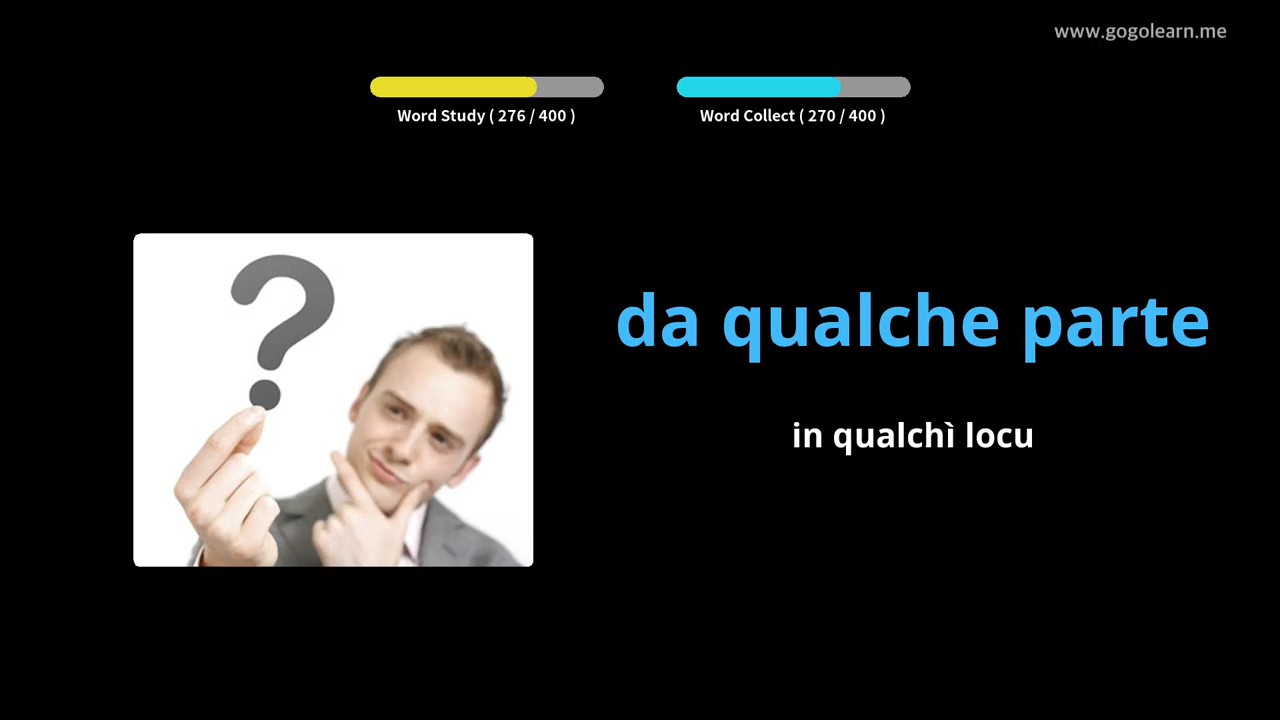 www.gogolearn.me
Word Study ( 276 / 400 )
Word Collect ( 270 / 400 )
da qualche parte
in qualchì locu